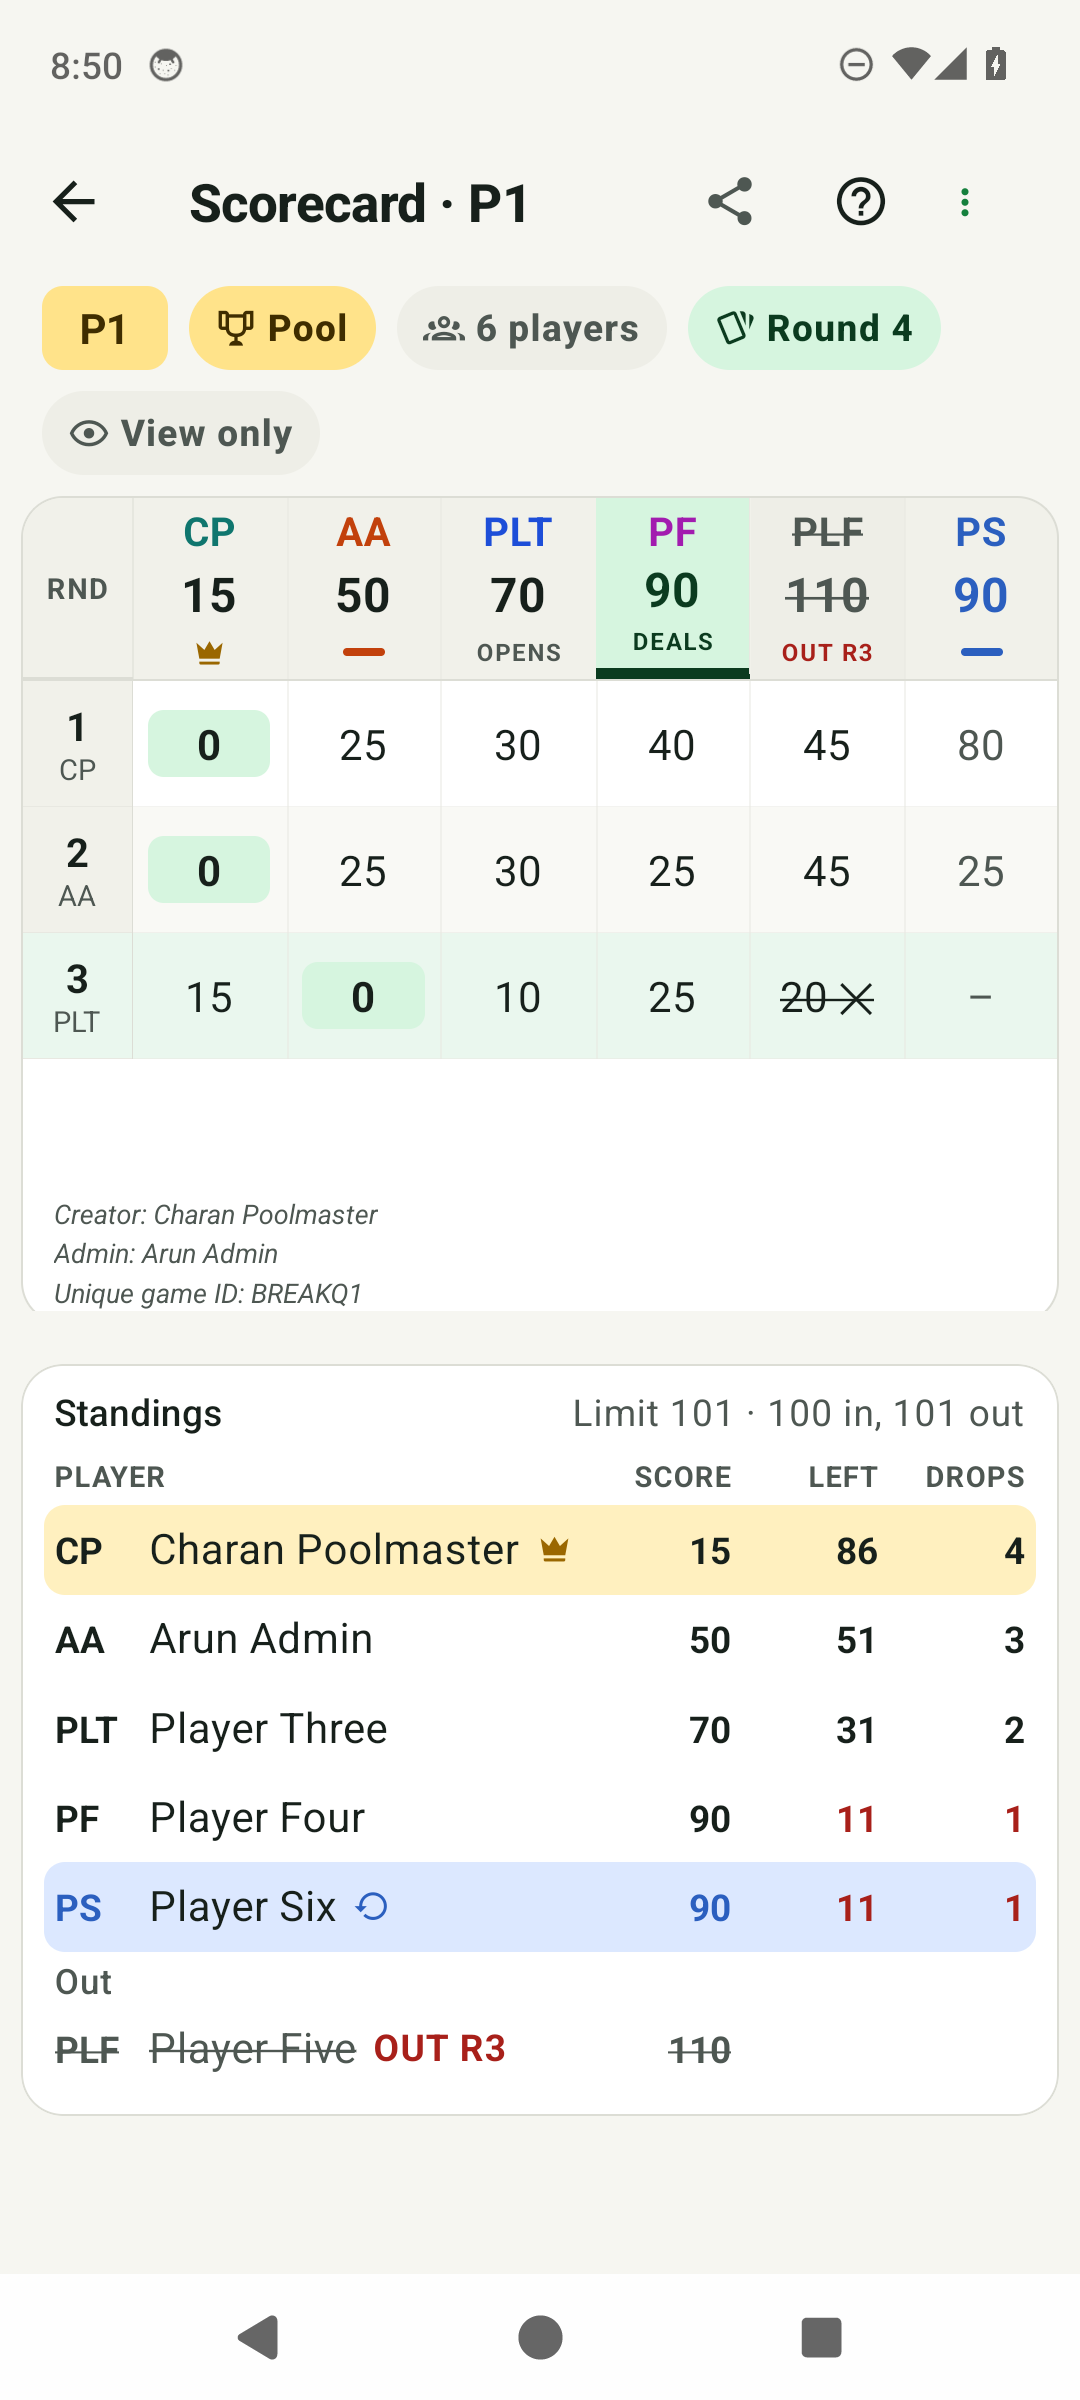 8:50
Scorecard · P1
P1 Pool 6 players Round 4
View only
RND CP AA PLT PF PLF PS
15 50 70 90 110 90
OPENS DEALS OUT R3
1 0 25 30 40 45 80
CP
2 0 25 30 25 45 25
AA
3 15 0 10 25 20 –
PLT
Creator: Charan Poolmaster
Admin: Arun Admin
Unique game ID: BREAKQ1
Standings Limit 101 · 100 in, 101 out
PLAYER SCORE LEFT DROPS
CP Charan Poolmaster 15 86 4
AA Arun Admin 50 51 3
PLT Player Three 70 31 2
PF Player Four 90 11 1
PS Player Six 90 11 1
Out
PLF Player Five OUT R3 110